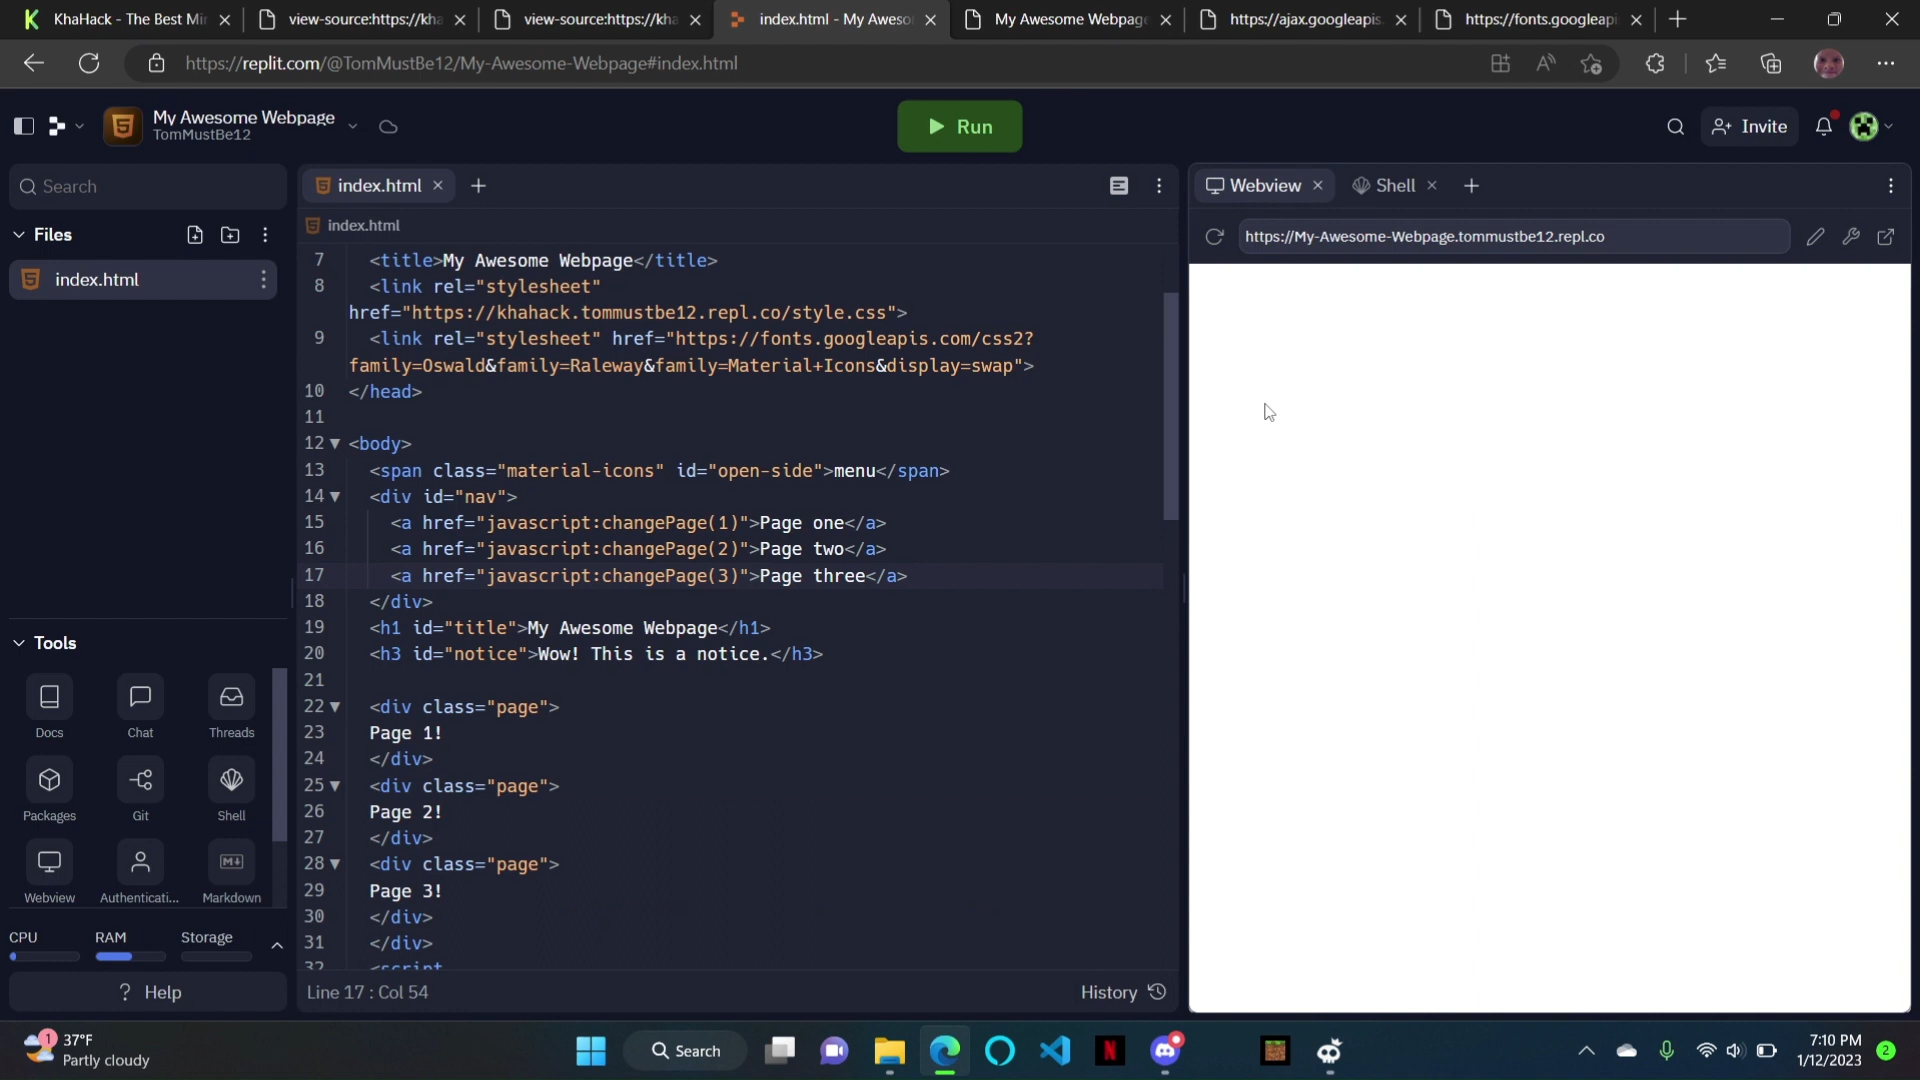 KhaHack - The Best Mi
view-source:https://kha
view-source:https://kha
index.html - My Aweso
My Awesome Webpage
https://ajax.googleapis.
https://fonts.googleapi
https://replit.com/@TomMustBe12/My-Awesome-Webpage#index.html
My Awesome Webpage
TomMustBe12
Run
Invite
Search
index.html
Webview
Shell
Files
index.html
https://My-Awesome-Webpage.tommustbe12.repl.co
index.html
7 <title>My Awesome Webpage</title>
8 <link rel="stylesheet"
href="https://khahack.tommustbe12.repl.co/style.css">
9 <link rel="stylesheet" href="https://fonts.googleapis.com/css2?
family=Oswald&family=Raleway&family=Material+Icons&display=swap">
10 </head>
11
12 <body>
13 <span class="material-icons" id="open-side">menu</span>
14 <div id="nav">
15 <a href="javascript:changePage(1)">Page one</a>
16 <a href="javascript:changePage(2)">Page two</a>
17 <a href="javascript:changePage(3)">Page three</a>
18 </div>
19 <h1 id="title">My Awesome Webpage</h1>
20 <h3 id="notice">Wow! This is a notice.</h3>
21
22 <div class="page">
23 Page 1!
24 </div>
25 <div class="page">
26 Page 2!
27 </div>
28 <div class="page">
29 Page 3!
30 </div>
31 </div>
32 <script
Tools
Docs
Chat
Threads
Packages
Git
Shell
Webview
Authenticati...
Markdown
CPU
RAM
Storage
? Help
Line 17 : Col 54
History
1
37°F
Partly cloudy
Search
7:10 PM
1/12/2023
2